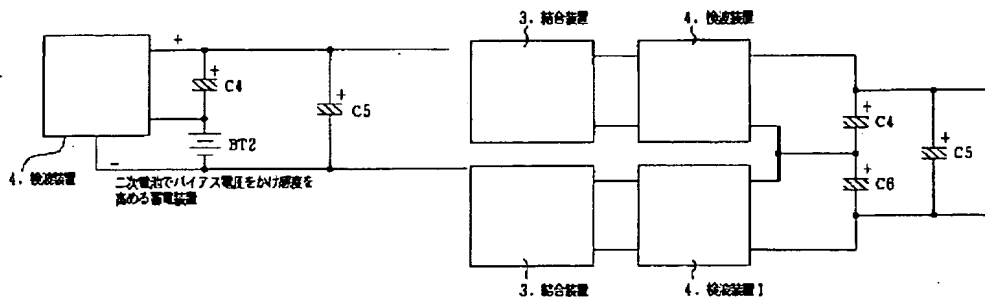 3. 結合装置
4. 検波装置
+
+
C4
+
C5
BT2
-
4. 検波装置
二次電池でバイアス電圧をかけ感度を
高める蓄電装置
+
C4
+
C5
+
C6
3. 結合装置
4. 検波装置I